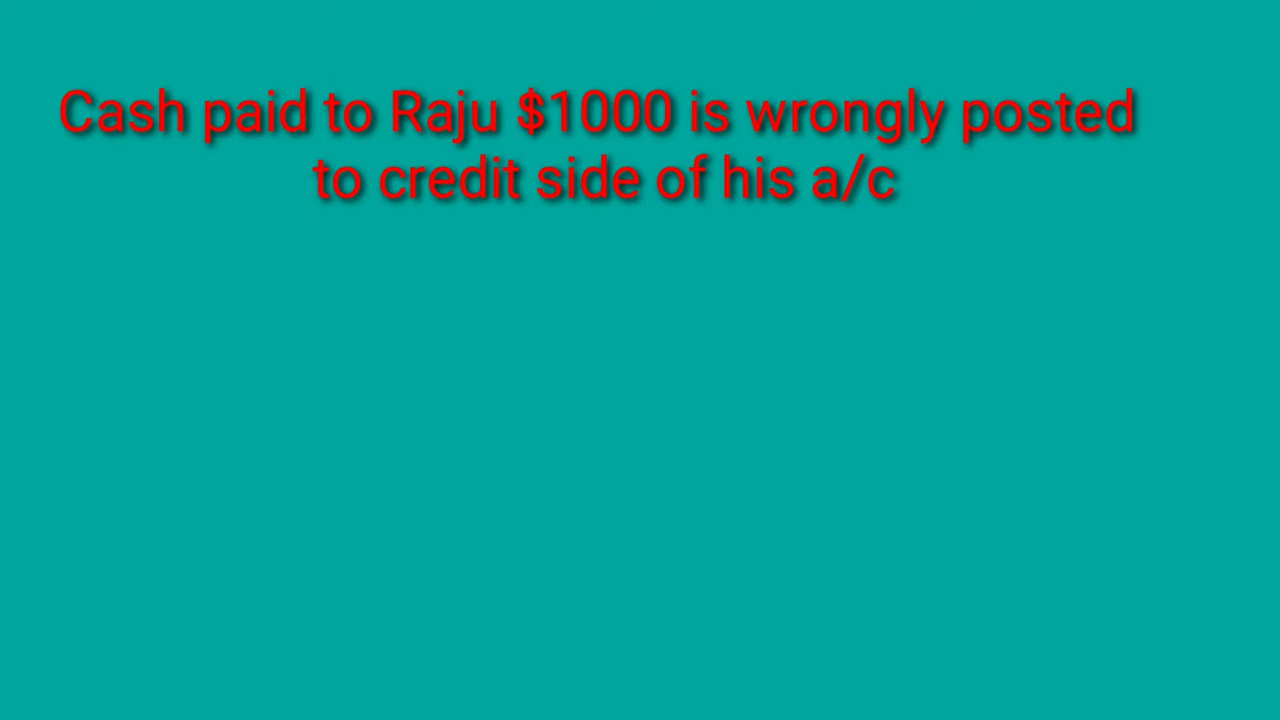 Cash paid to Raju $1000 is wrongly posted
to credit side of his a/c